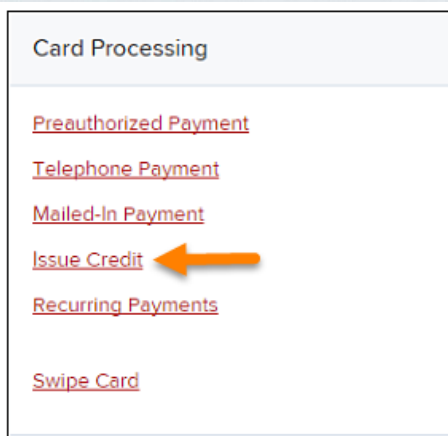 Card Processing
Preauthorized Payment
Telephone Payment
Mailed-In Payment
Issue Credit
Recurring Payments
Swipe Card